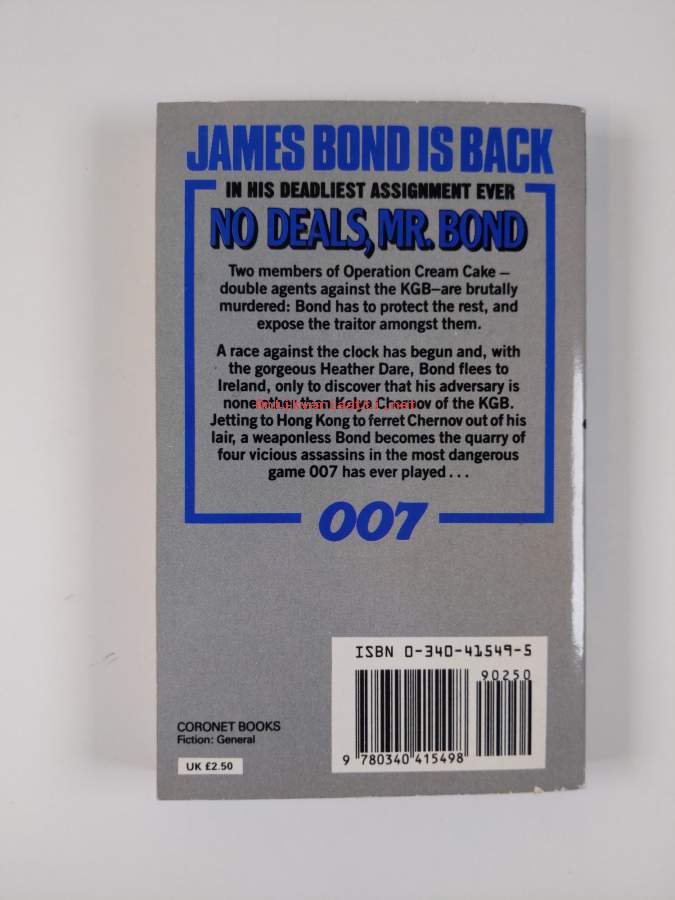 JAMES BOND IS BACK
IN HIS DEADLIEST ASSIGNMENT EVER
NO DEALS, MR. BOND
Two members of Operation Cream Cake –
double agents against the KGB–are brutally
murdered: Bond has to protect the rest, and
expose the traitor amongst them.
A race against the clock has begun and, with
the gorgeous Heather Dare, Bond flees to
Ireland, only to discover that his adversary is
none other than Kolya Chernov of the KGB.
Jetting to Hong Kong to ferret Chernov out of his
lair, a weaponless Bond becomes the quarry of
four vicious assassins in the most dangerous
game 007 has ever played . . .
007
ISBN 0-340-41549-5
90250
9 780340 415498
CORONET BOOKS
Fiction: General
UK £2.50